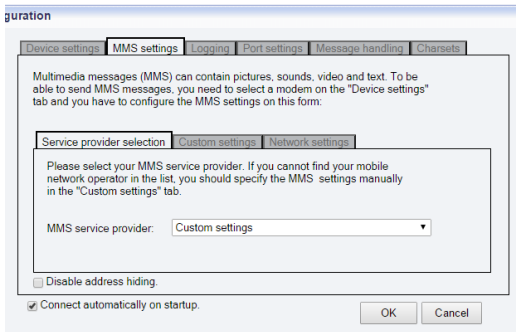 guration
Device settings MMS settings Logging Port settings Message handling Charsets
Multimedia messages (MMS) can contain pictures, sounds, video and text. To be
able to send MMS messages, you need to select a modem on the "Device settings"
tab and you have to configure the MMS settings on this form:
Service provider selection Custom settings Network settings
Please select your MMS service provider. If you cannot find your mobile
network operator in the list, you should specify the MMS settings manually
in the "Custom settings" tab.
MMS service provider: Custom settings
Disable address hiding.
Connect automatically on startup.
OK Cancel